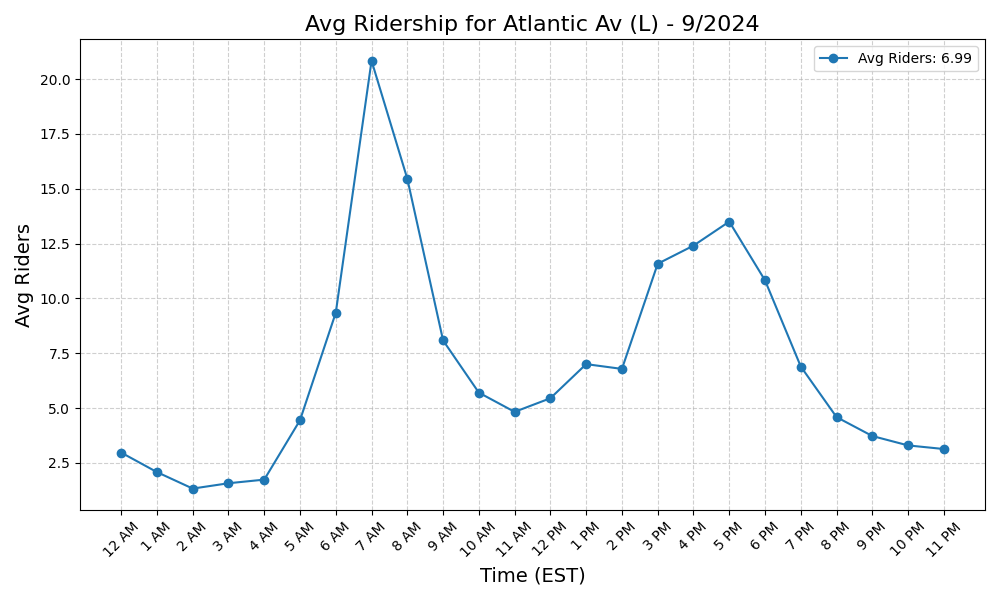 Avg Ridership for Atlantic Av (L) - 9/2024
Avg Riders: 6.99
Avg Riders
20.0
17.5
15.0
12.5
10.0
7.5
5.0
2.5
12 AM
1 AM
2 AM
3 AM
4 AM
5 AM
6 AM
7 AM
8 AM
9 AM
10 AM
11 AM
12 PM
1 PM
2 PM
3 PM
4 PM
5 PM
6 PM
7 PM
8 PM
9 PM
10 PM
11 PM
Time (EST)